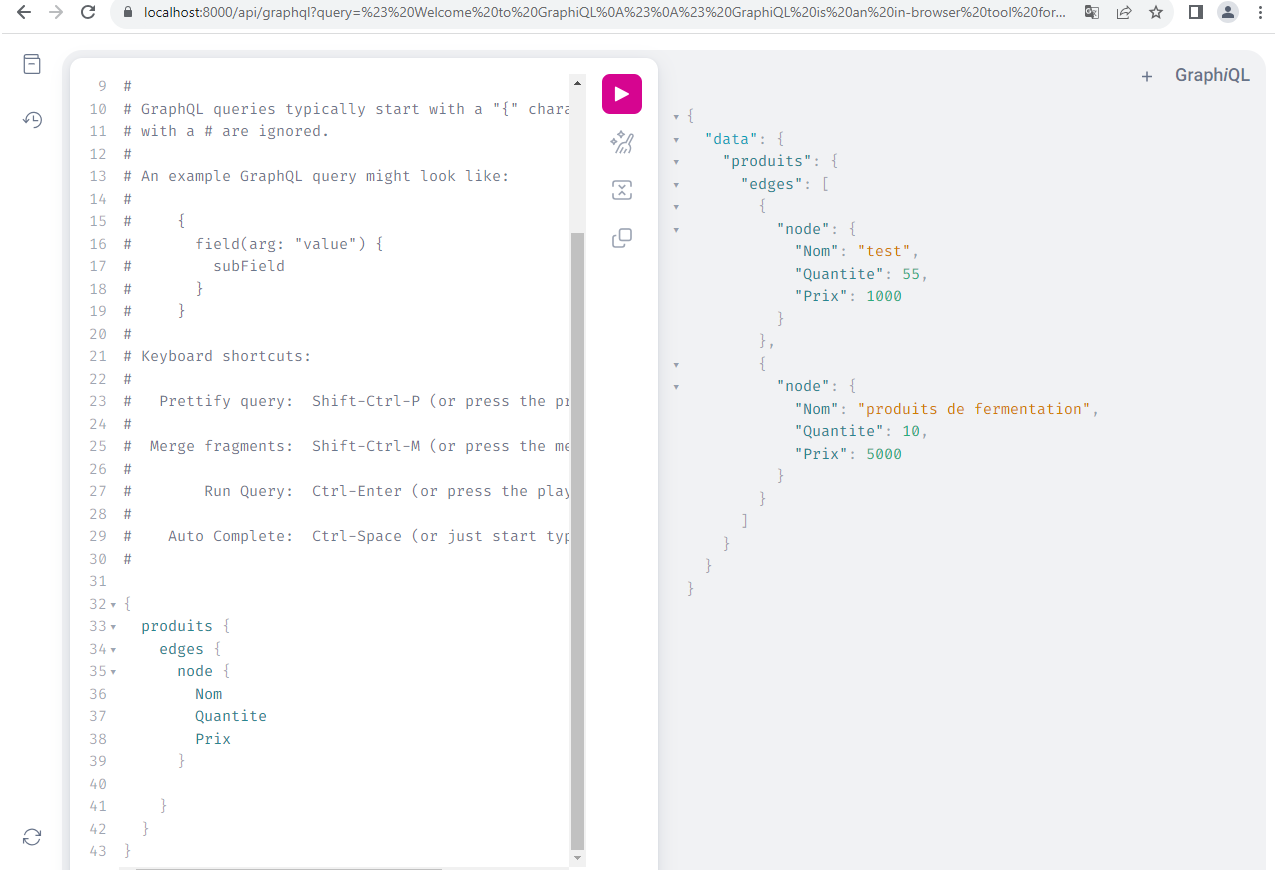 localhost:8000/api/graphql?query=%23%20Welcome%20to%20GraphiQL%0A%23%0A%23%20GraphiQL%20is%20an%20in-browser%20tool%20for...
GraphiQL
9 #
10 # GraphQL queries typically start with a "{" chara
11 # with a # are ignored.
12 #
13 # An example GraphQL query might look like:
14 #
15 #     {
16 #       field(arg: "value") {
17 #         subField
18 #       }
19 #     }
20 #
21 # Keyboard shortcuts:
22 #
23 #   Prettify query:  Shift-Ctrl-P (or press the pr
24 #
25 #  Merge fragments:  Shift-Ctrl-M (or press the me
26 #
27 #        Run Query:  Ctrl-Enter (or press the play
28 #
29 #    Auto Complete:  Ctrl-Space (or just start typ
30 #
31
32 {
33   produits {
34     edges {
35       node {
36         Nom
37         Quantite
38         Prix
39       }
40
41     }
42   }
43 }
{
  "data": {
    "produits": {
      "edges": [
        {
          "node": {
            "Nom": "test",
            "Quantite": 55,
            "Prix": 1000
          }
        },
        {
          "node": {
            "Nom": "produits de fermentation",
            "Quantite": 10,
            "Prix": 5000
          }
        }
      ]
    }
  }
}